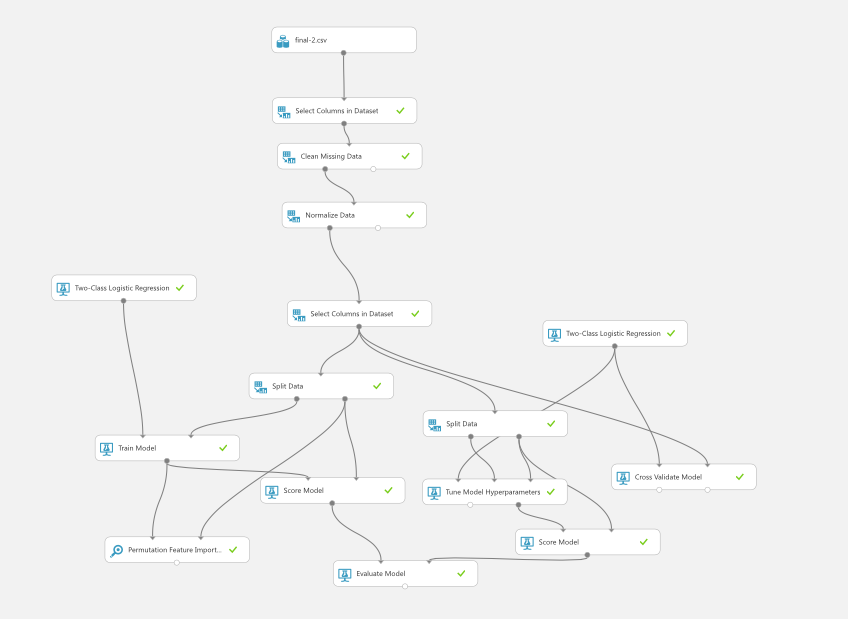 final-2.csv
Select Columns in Dataset
Clean Missing Data
Normalize Data
Two-Class Logistic Regression
Select Columns in Dataset
Two-Class Logistic Regression
Split Data
Split Data
Train Model
Cross Validate Model
Score Model
Tune Model Hyperparameters
Score Model
Permutation Feature Import...
Evaluate Model